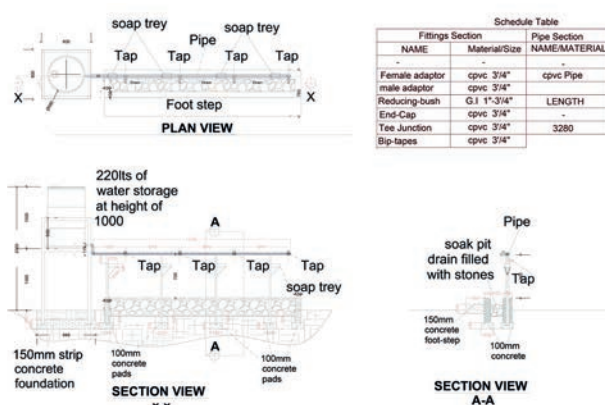 soap trey
soap trey
Pipe
Tap
Tap
Tap
Tap
X
X
Foot step
PLAN VIEW
Schedule Table
Fittings Section
Pipe Section
NAME
Material/Size
NAME/MATERIAL
-
-
-
Female adaptor
cpvc 3'/4"
cpvc Pipe
male adaptor
cpvc 3'/4"
Reducing-bush
G.I 1"-3'/4"
LENGTH
End-Cap
cpvc 3'/4"
-
Tee Junction
cpvc 3'/4"
3280
Bip-tapes
cpvc 3'/4"
220lts of
water storage
at height of
1000
A
Tap
Tap
Tap
Tap
soap trey
150mm strip
concrete
foundation
100mm
concrete
pads
A
100mm
concrete
pads
SECTION VIEW
X-X
Pipe
soak pit
drain filled
with stones
Tap
150mm
concrete
foot-step
100mm
concrete
SECTION VIEW
A-A